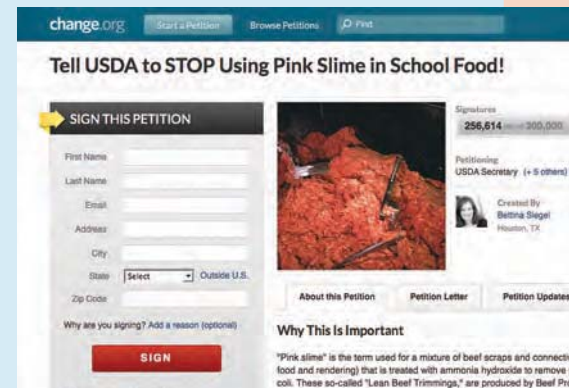 change.org
Start a Petition
Browse Petitions
Tell USDA to STOP Using Pink Slime in School Food!
SIGN THIS PETITION
First Name
Last Name
Email
Address
City
State
Select
Outside U.S.
Zip Code
Why are you signing? Add a reason (optional)
SIGN
Signatures
256,614
300,000
Petitioning
USDA Secretary (+ 5 others)
Created By
Bettina Siegel
Houston, TX
About this Petition
Petition Letter
Petition Updates
Why This Is Important
"Pink slime" is the term used for a mixture of beef scraps and connectiv
food and rendering) that is treated with ammonia hydroxide to remove
coli. These so-called "Lean Beef Trimmings," are produced by Beef Pro